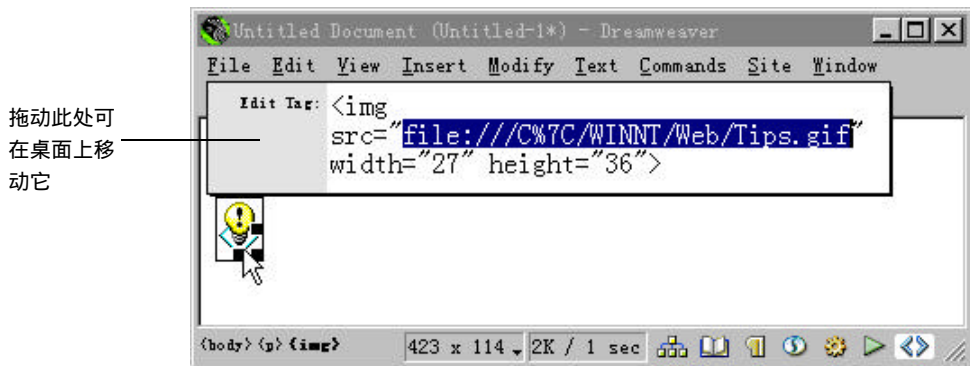 Untitled Document (Untitled-1*) - Dreamweaver
File Edit View Insert Modify Text Commands Site Window
拖动此处可
在桌面上移
动它
Edit Tag: <img
src="file:///C%7C/WINNT/Web/Tips.gif"
width="27" height="36">
<body> <p> <img>
423 x 114 2K / 1 sec